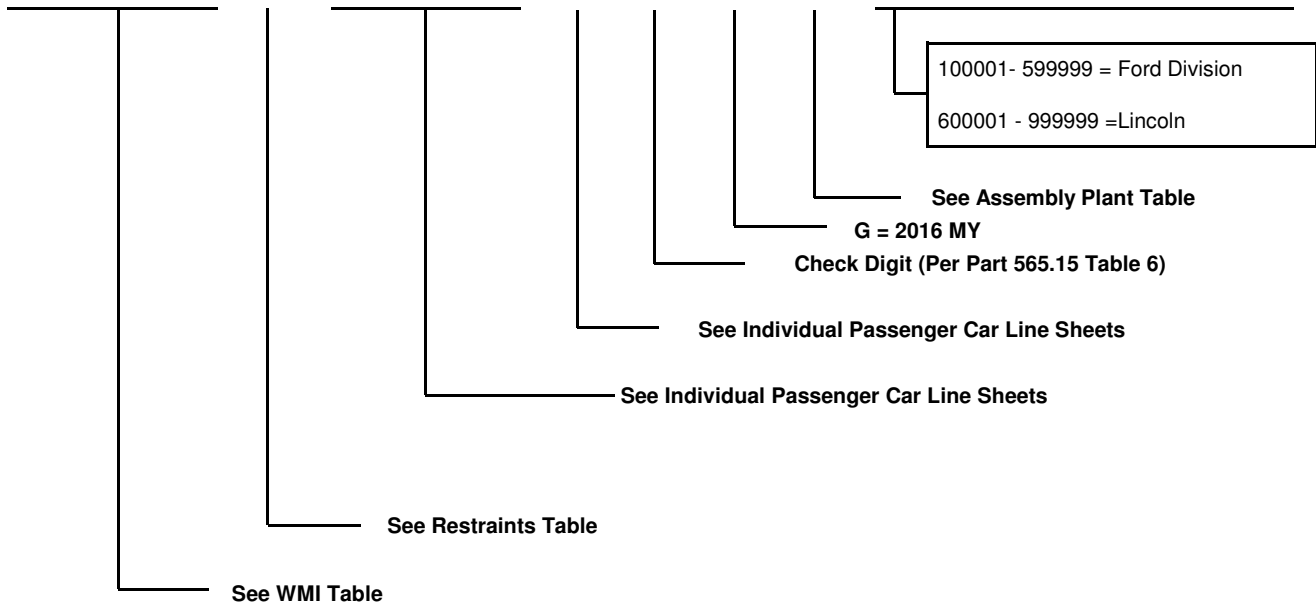 100001- 599999 = Ford Division
600001 - 999999 =Lincoln
See Assembly Plant Table
G = 2016 MY
Check Digit (Per Part 565.15 Table 6)
See Individual Passenger Car Line Sheets
See Individual Passenger Car Line Sheets
See Restraints Table
See WMI Table